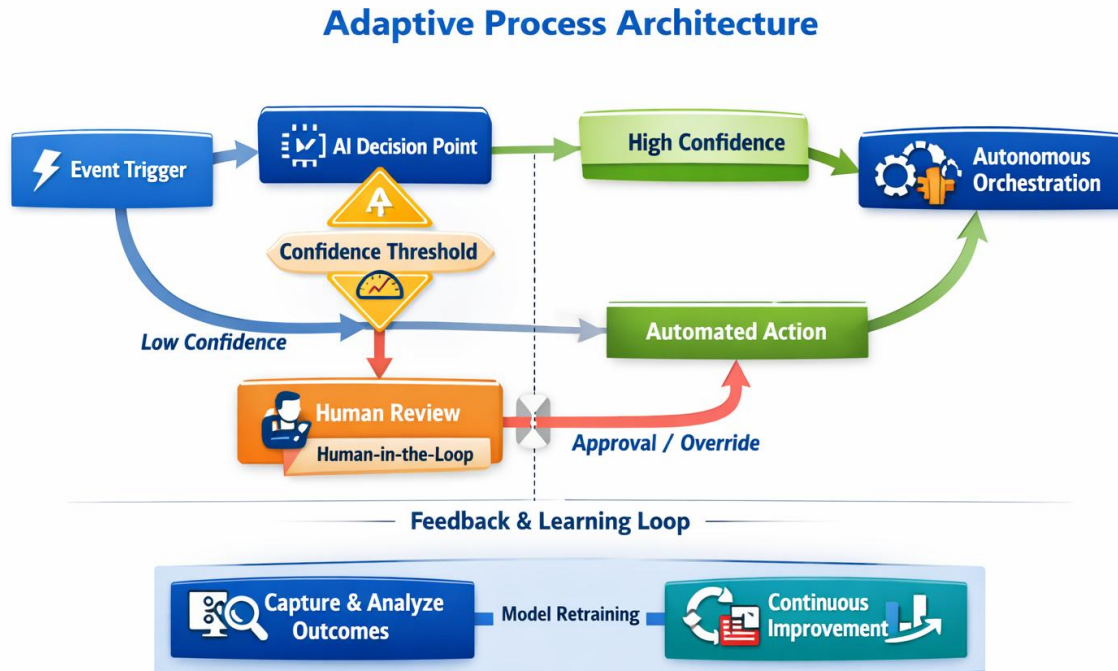 Adaptive Process Architecture
Event Trigger
AI Decision Point
High Confidence
Autonomous
Orchestration
Confidence Threshold
Low Confidence
Automated Action
Human Review
Human-in-the-Loop
Approval / Override
Feedback & Learning Loop
Capture & Analyze
Outcomes
Model Retraining
Continuous
Improvement